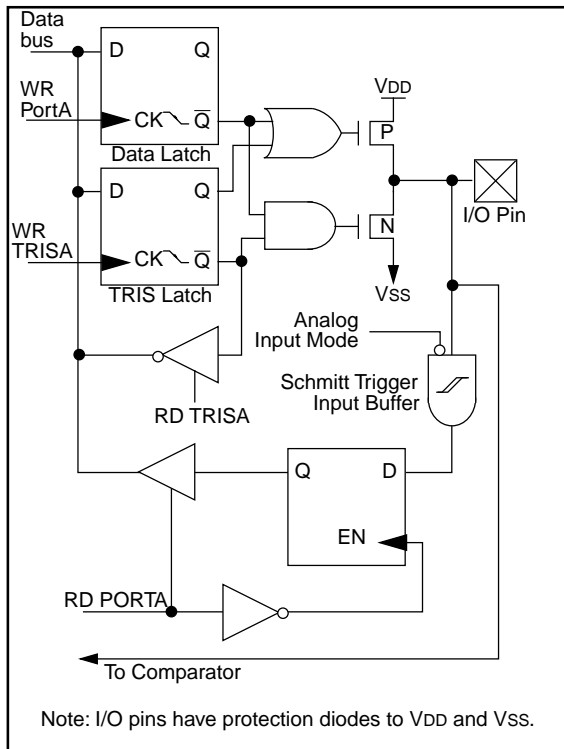 Data
bus
D Q
WR
PortA
CK Q
Data Latch
VDD
P
I/O Pin
D Q
WR
TRISA
CK Q
TRIS Latch
N
VSS
Analog
Input Mode
Schmitt Trigger
Input Buffer
RD TRISA
Q D
EN
RD PORTA
To Comparator
Note: I/O pins have protection diodes to VDD and VSS.